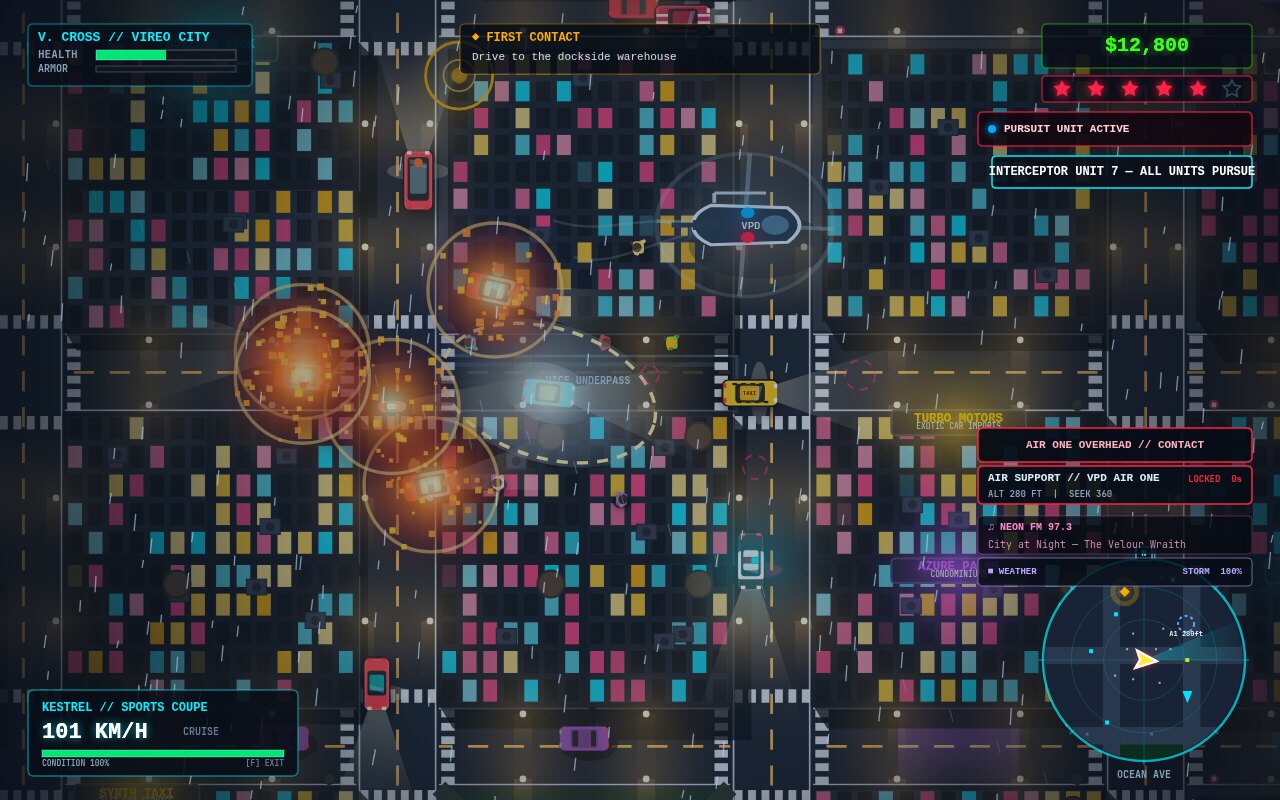 V. CROSS // VIREO CITY
HEALTH
ARMOR
◆ FIRST CONTACT
Drive to the dockside warehouse
$12,800
PURSUIT UNIT ACTIVE
INTERCEPTOR UNIT 7 — ALL UNITS PURSUE
VPD
VICE UNDERPASS
TAXI
TURBO MOTORS
EXOTIC CAR IMPORTS
AIR ONE OVERHEAD // CONTACT
AIR SUPPORT // VPD AIR ONE
LOCKED 0s
ALT 280 FT | SEEK 360
♫ NEON FM 97.3
City at Night — The Velour Wraith
AZURE PA
CONDOMINIU
■ WEATHER
STORM 100%
A1 280ft
OCEAN AVE
KESTREL // SPORTS COUPE
101 KM/H
CRUISE
CONDITION 100%
[F] EXIT
SYNTH TAXI